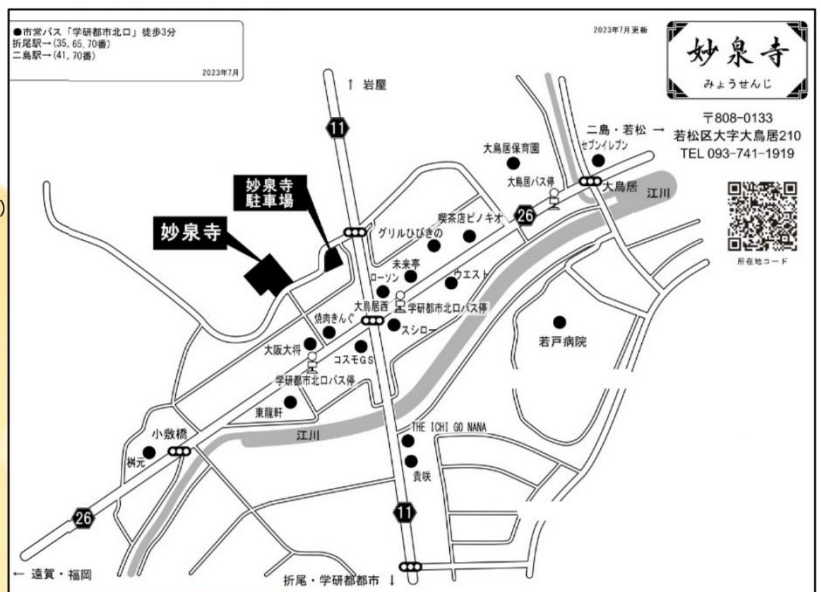 ●市営バス「学研都市北口」徒歩3分
折尾駅→(35,65,70番)
二島駅→(41,70番)
2023年7月
2023年7月更新
妙泉寺
みょうせんじ
〒808-0133
若松区大字大鳥居210
TEL 093-741-1919
所在地コード
↑ 岩屋
11
二島・若松 →
セブンイレブン
大鳥居保育園
大鳥居バス停
大鳥居
江川
26
妙泉寺
駐車場
妙泉寺
喫茶店ピノキオ
グリルひびきの
未来亭
ローソン
ウエスト
大鳥居西
学研都市北口バス停
スシロー
焼肉きんぐ
大阪大将
コスモGS
学研都市北口バス停
若戸病院
東龍軒
江川
小敷橋
桝元
THE ICHI GO NANA
貴咲
26
11
← 遠賀・福岡
折尾・学研都都市 ↓
)